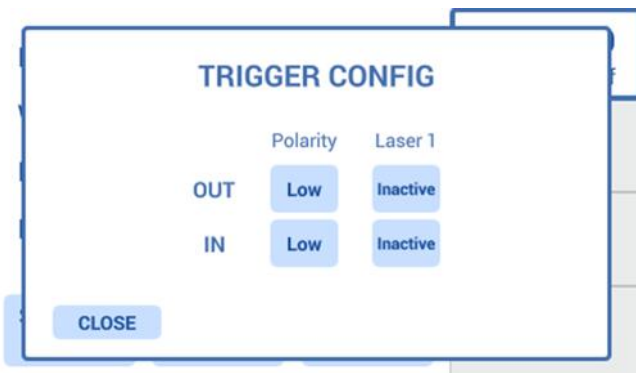 TRIGGER CONFIG
Polarity Laser 1
OUT Low Inactive
IN Low Inactive
CLOSE